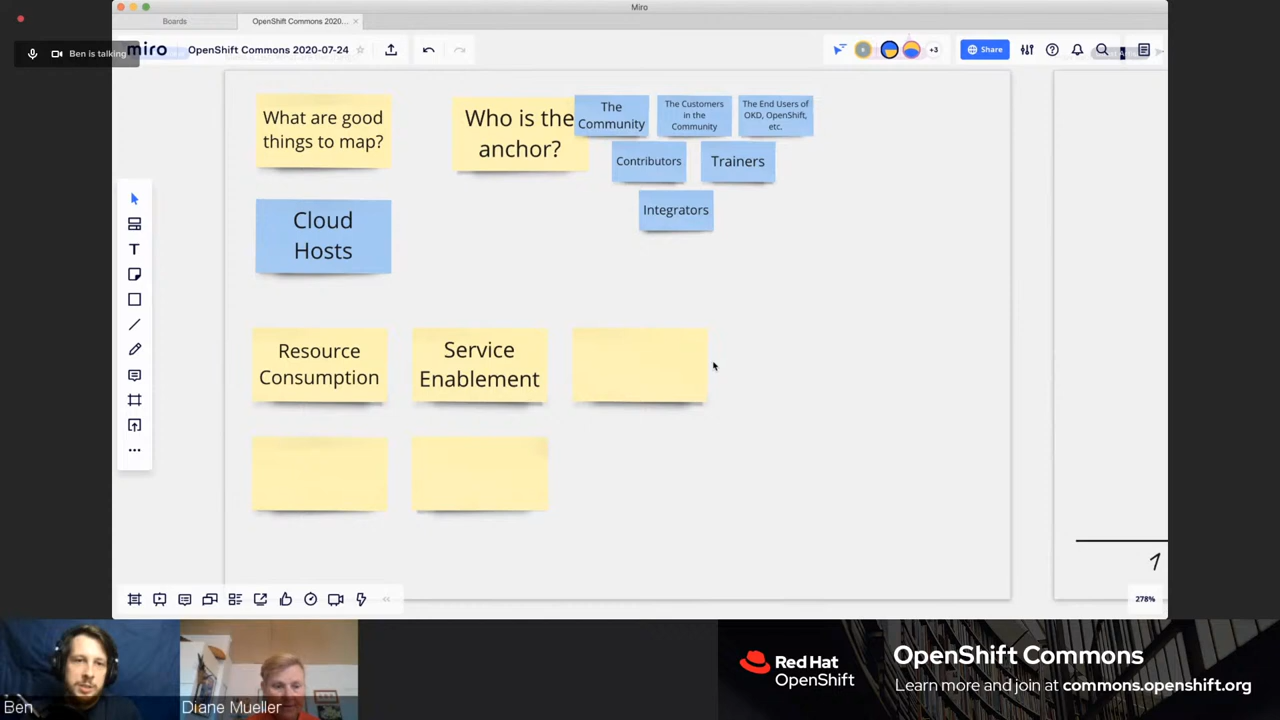 Miro
Boards
OpenShift Commons 2020...
Ben is talking
miro
OpenShift Commons 2020-07-24
+3
Share
What are good
things to map?
Who is the
anchor?
The
Community
The Customers
in the
Community
The End Users of
OKD, OpenShift,
etc.
Contributors
Trainers
Integrators
Cloud
Hosts
Resource
Consumption
Service
Enablement
1
278%
Ben
Diane Mueller
Red Hat
OpenShift
OpenShift Commons
Learn more and join at commons.openshift.org